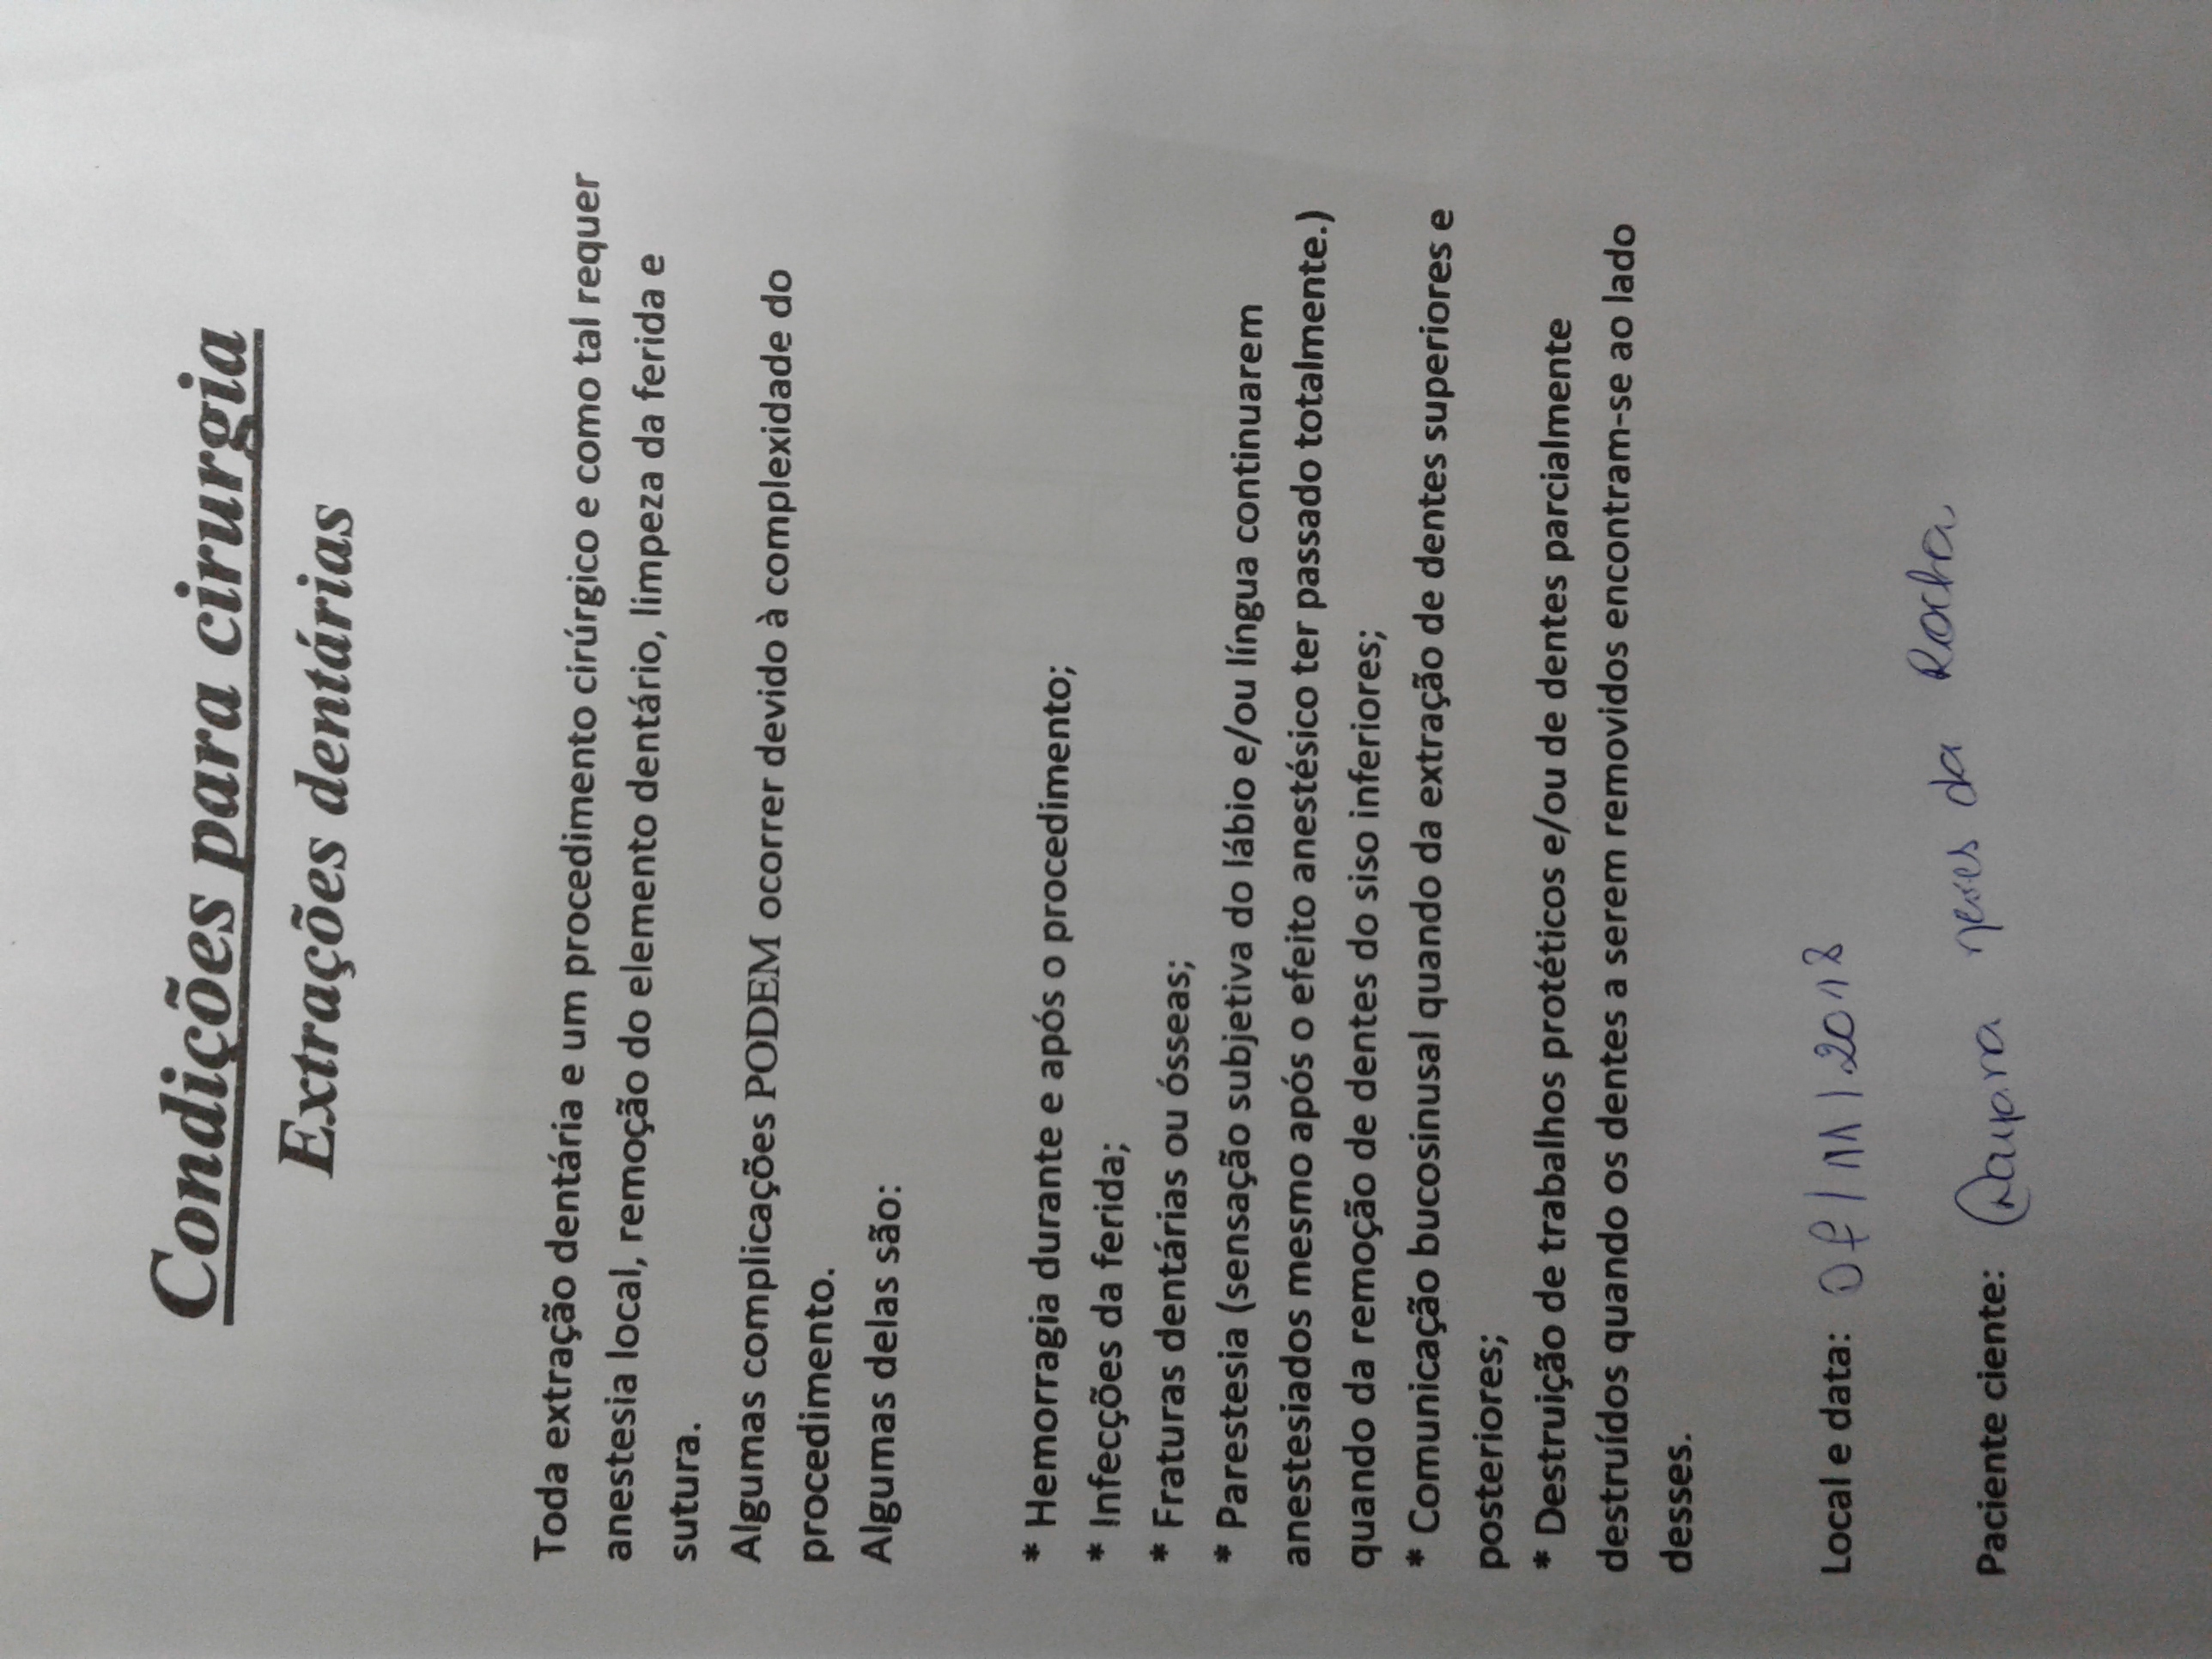 Condições para cirurgia
Extrações dentárias
Toda extração dentária e um procedimento cirúrgico e como tal requer
anestesia local, remoção do elemento dentário, limpeza da ferida e
sutura.
Algumas complicações PODEM ocorrer devido à complexidade do
procedimento.
Algumas delas são:
* Hemorragia durante e após o procedimento;
* Infecções da ferida;
* Fraturas dentárias ou ósseas;
* Parestesia (sensação subjetiva do lábio e/ou língua continuarem
anestesiados mesmo após o efeito anestésico ter passado totalmente.)
quando da remoção de dentes do siso inferiores;
* Comunicação bucosinusal quando da extração de dentes superiores e
posteriores;
* Destruição de trabalhos protéticos e/ou de dentes parcialmente
destruídos quando os dentes a serem removidos encontram-se ao lado
desses.
Local e data: 07/11/2018
Paciente ciente: da Rocha